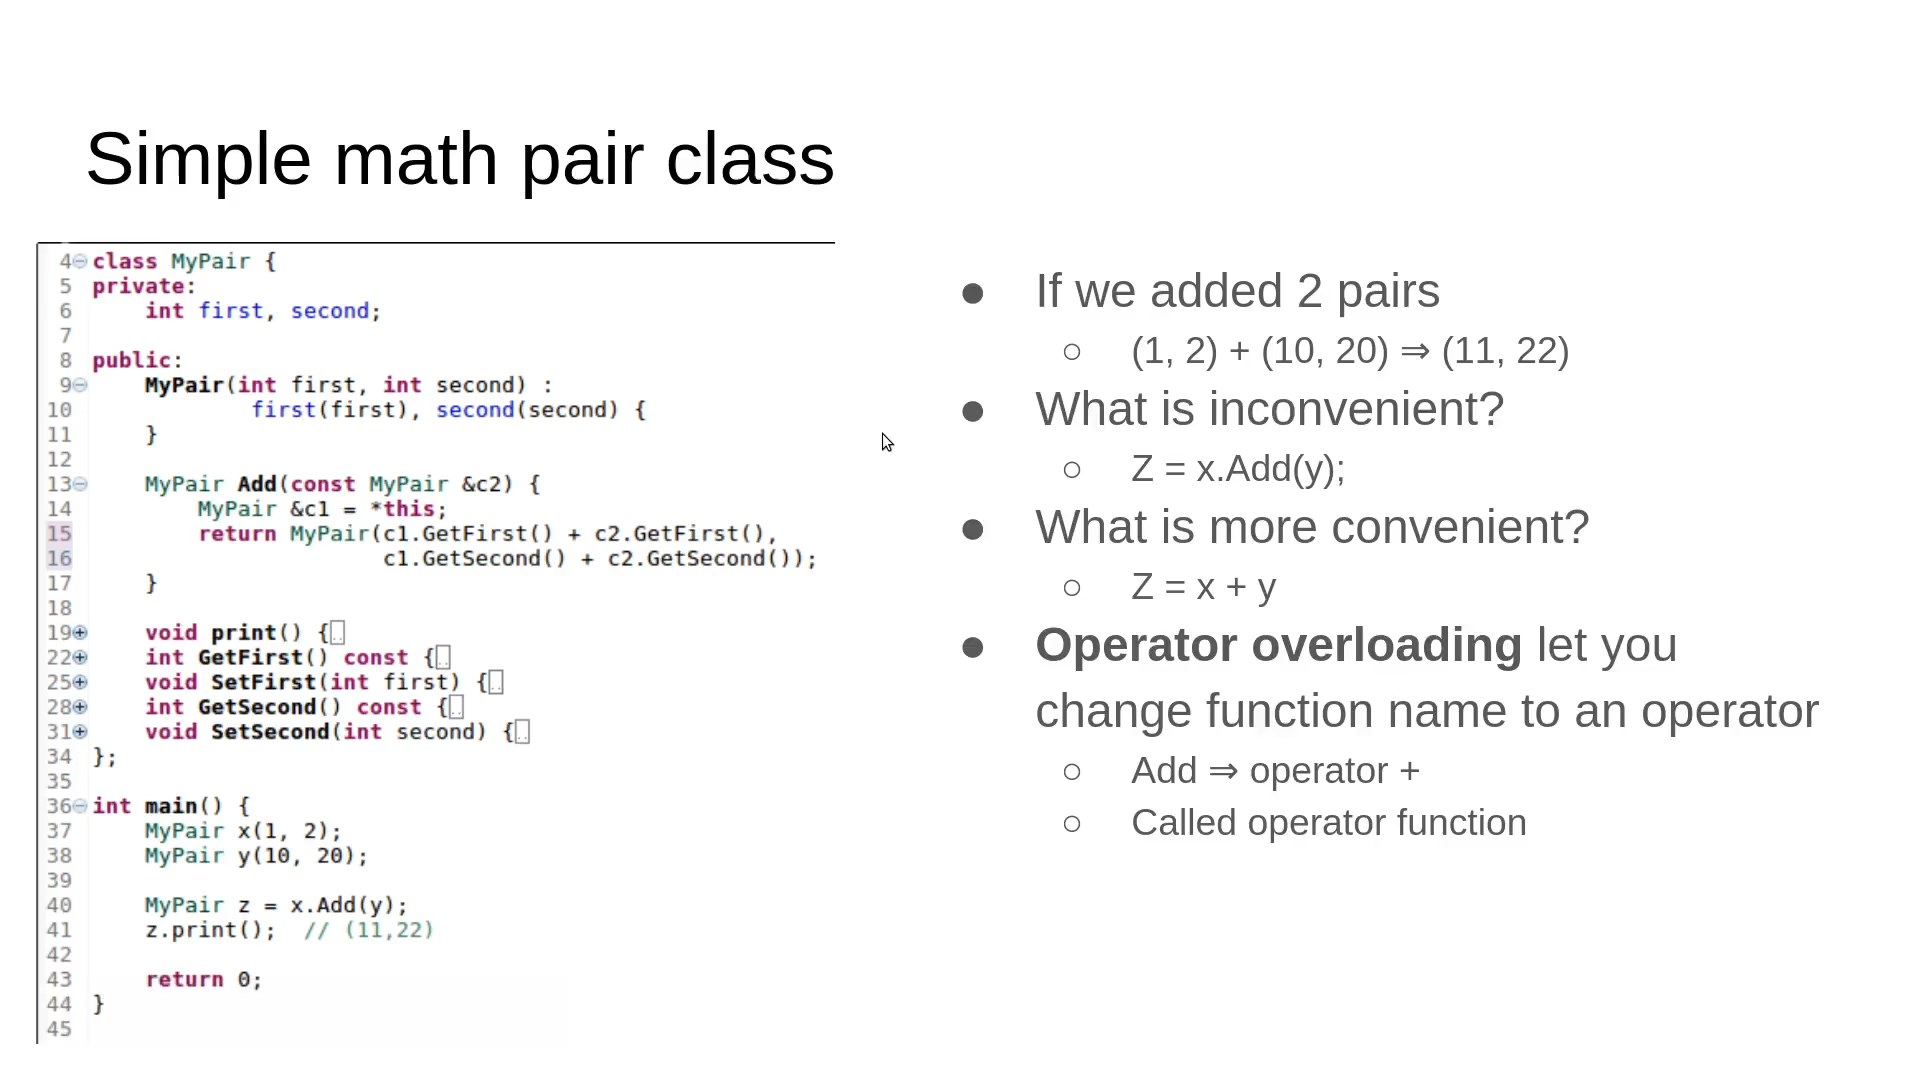 Simple math pair class
4 class MyPair {
5 private:
6     int first, second;
7
8 public:
9     MyPair(int first, int second) :
10             first(first), second(second) {
11     }
12
13     MyPair Add(const MyPair &c2) {
14         MyPair &c1 = *this;
15         return MyPair(c1.GetFirst() + c2.GetFirst(),
16                       c1.GetSecond() + c2.GetSecond());
17     }
18
19     void print() {..
22     int GetFirst() const {..
25     void SetFirst(int first) {..
28     int GetSecond() const {..
31     void SetSecond(int second) {..
34 };
35
36 int main() {
37     MyPair x(1, 2);
38     MyPair y(10, 20);
39
40     MyPair z = x.Add(y);
41     z.print();  // (11,22)
42
43     return 0;
44 }
45
● If we added 2 pairs
○ (1, 2) + (10, 20) ⇒ (11, 22)
● What is inconvenient?
○ Z = x.Add(y);
● What is more convenient?
○ Z = x + y
● Operator overloading let you
change function name to an operator
○ Add ⇒ operator +
○ Called operator function